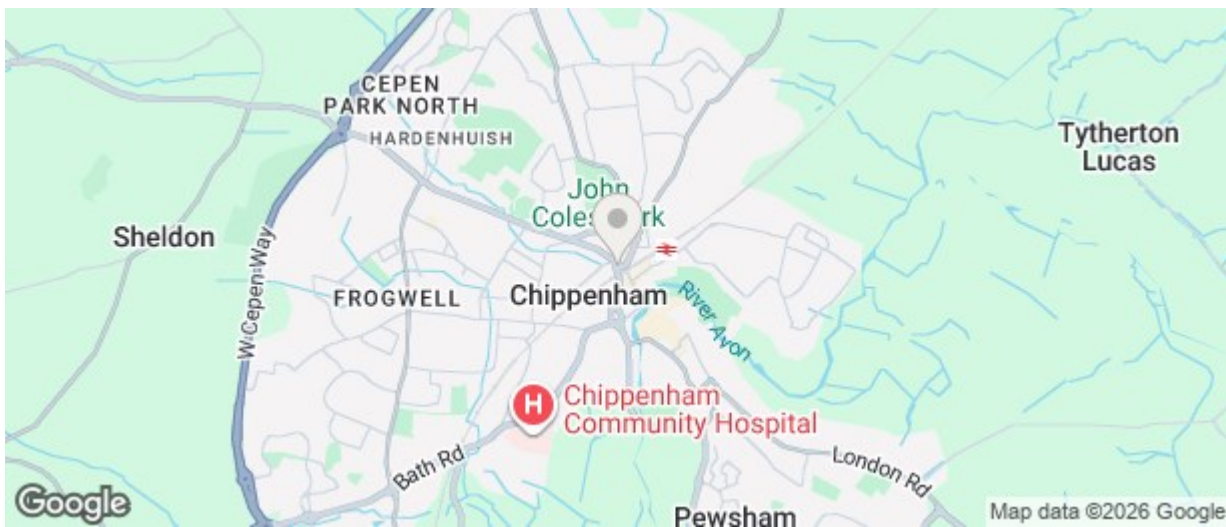 CEPEN
PARK NORTH
HARDENHUISH
Tytherton
Lucas
John
Coles Park
Sheldon
W Cepen Way
FROGWELL
Chippenham
River Avon
H
Chippenham
Community Hospital
Bath Rd
London Rd
Pewsham
Google
Map data ©2026 Google